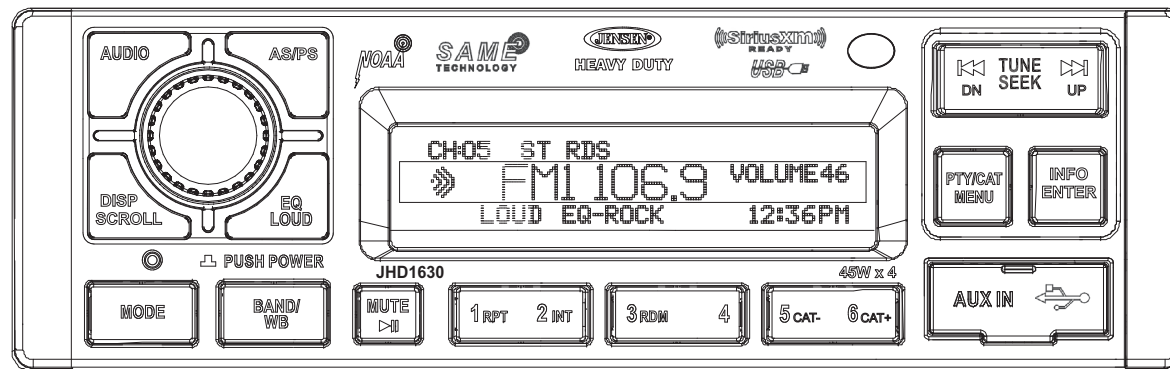 AUDIO
AS/PS
DISP
SCROLL
EQ
LOUD
PUSH POWER
NOAA
SAME
TECHNOLOGY
JENSEN®
HEAVY DUTY
SiriusXM
READY
USB
CH:05 ST RDS
FM1 106.9
VOLUME46
LOUD EQ-ROCK 12:36PM
TUNE
SEEK
DN
UP
PTY/CAT
MENU
INFO
ENTER
JHD1630
45W x 4
MODE
BAND/
WB
MUTE
1 RPT 2 INT
3 RDM 4
5 CAT- 6 CAT+
AUX IN